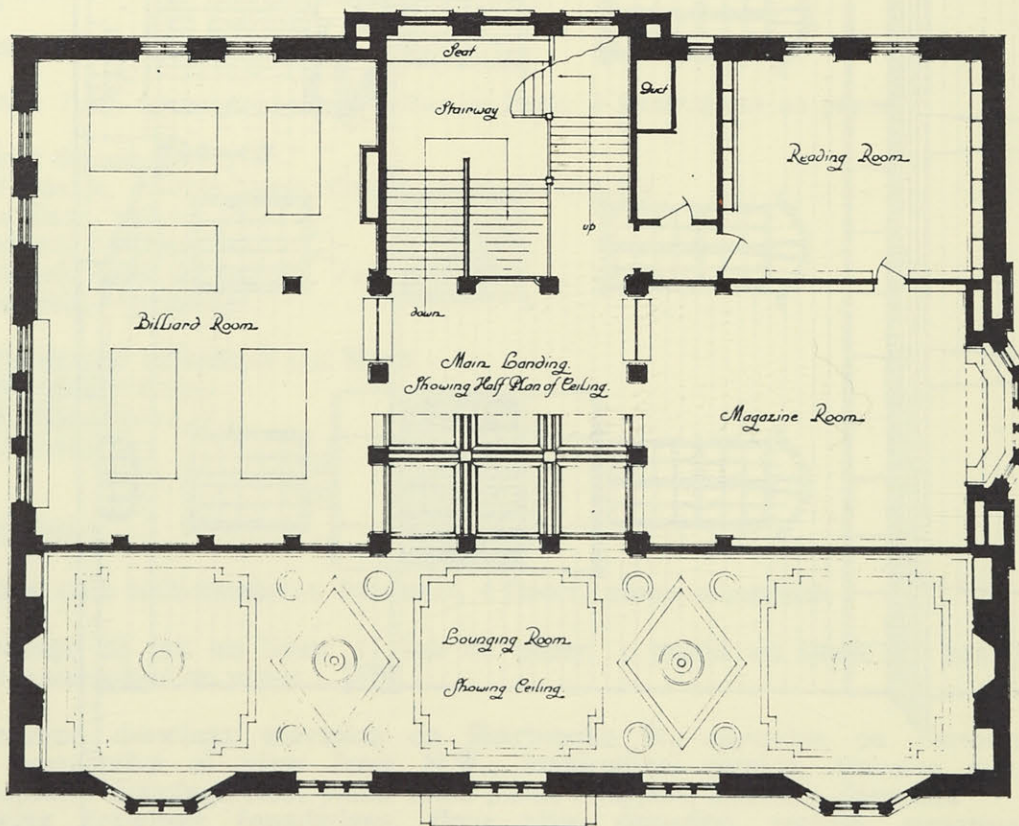 Seat
Stairway
Duct
Reading Room
up
down
Billiard Room
Main Landing.
Showing Half Plan of Ceiling.
Magazine Room
Lounging Room
Showing Ceiling.